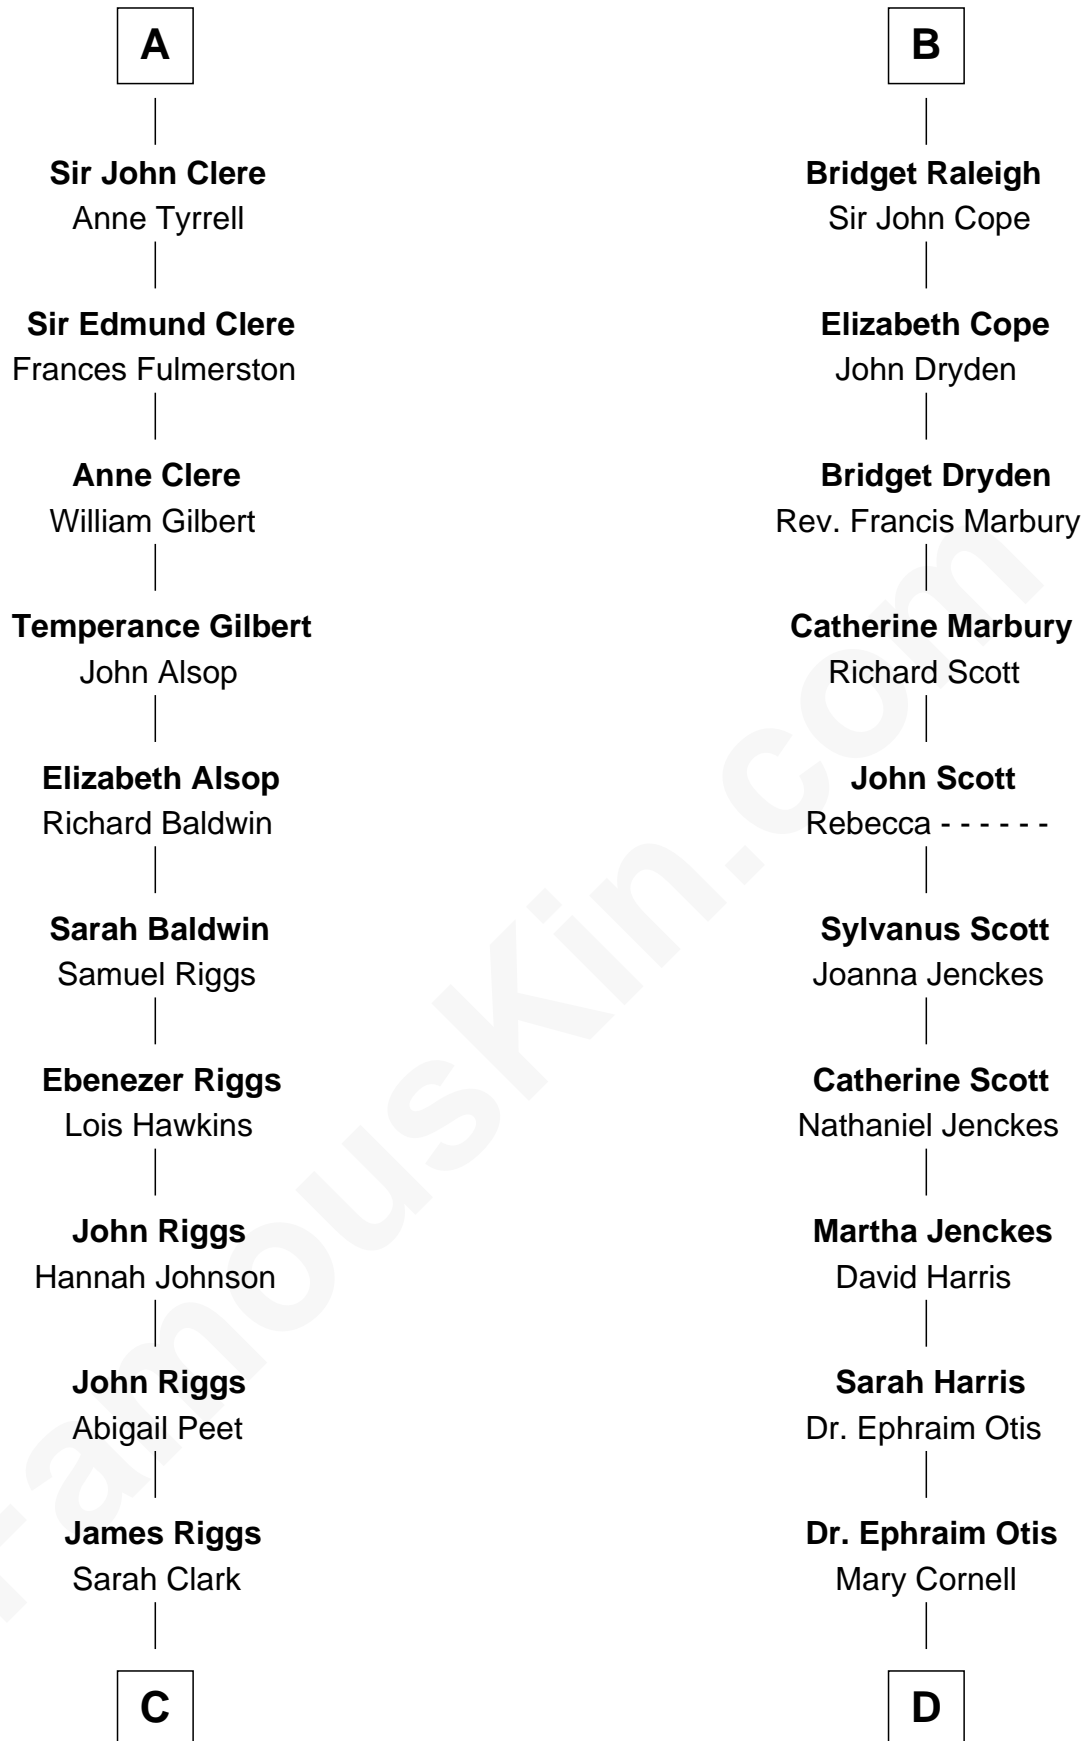 A
Sir John Clere
Anne Tyrrell
Sir Edmund Clere
Frances Fulmerston
Anne Clere
William Gilbert
Temperance Gilbert
John Alsop
Elizabeth Alsop
Richard Baldwin
Sarah Baldwin
Samuel Riggs
Ebenezer Riggs
Lois Hawkins
John Riggs
Hannah Johnson
John Riggs
Abigail Peet
James Riggs
Sarah Clark
C
B
Bridget Raleigh
Sir John Cope
Elizabeth Cope
John Dryden
Bridget Dryden
Rev. Francis Marbury
Catherine Marbury
Richard Scott
John Scott
Rebecca - - - - - -
Sylvanus Scott
Joanna Jenckes
Catherine Scott
Nathaniel Jenckes
Martha Jenckes
David Harris
Sarah Harris
Dr. Ephraim Otis
Dr. Ephraim Otis
Mary Cornell
D
FamousKin.com